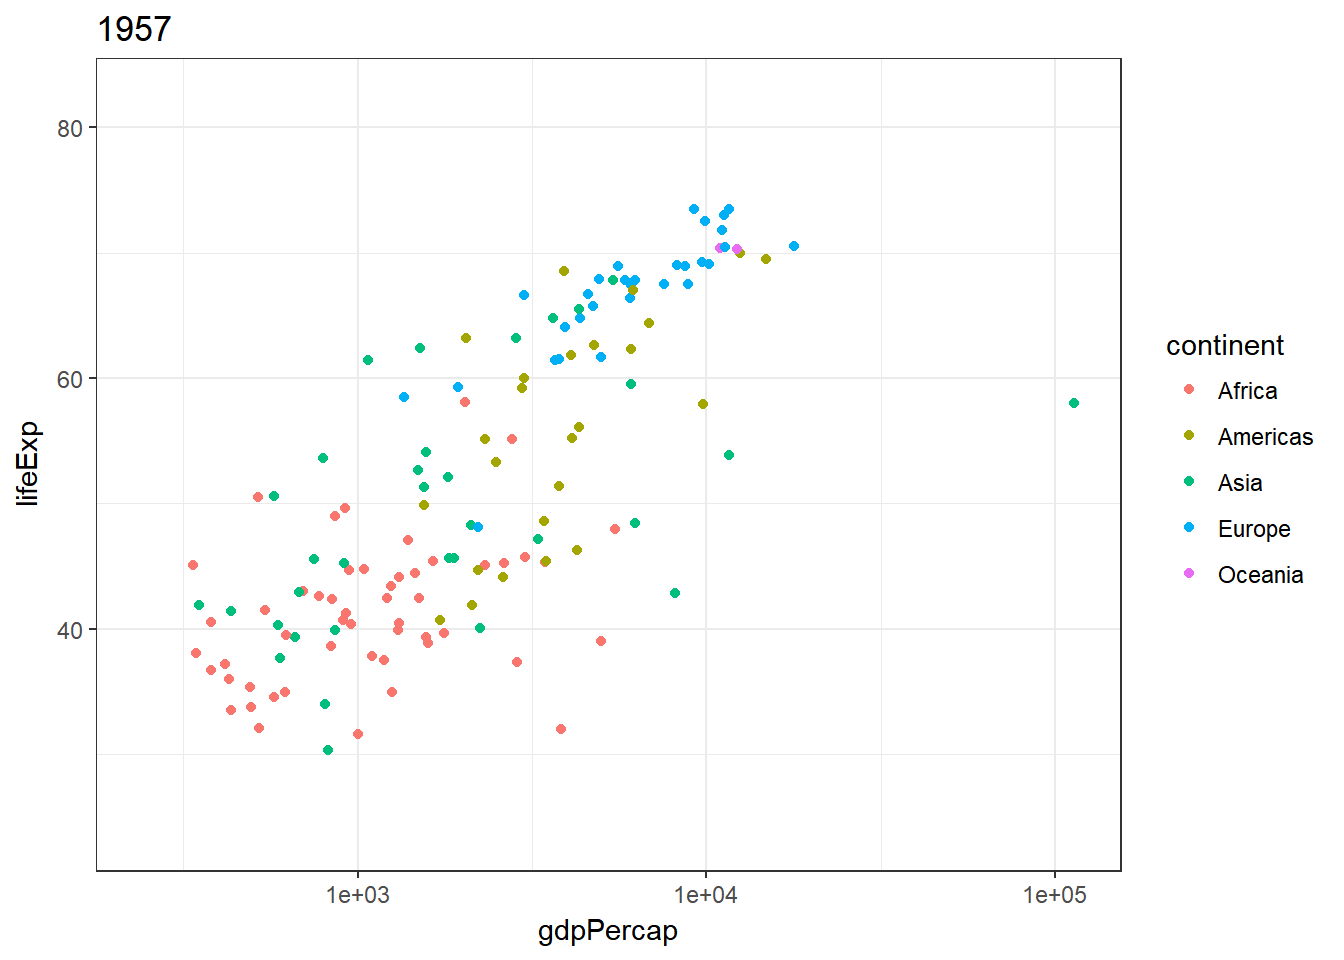 1957
80
60
40
lifeExp
1e+03
1e+04
1e+05
gdpPercap
continent
Africa
Americas
Asia
Europe
Oceania